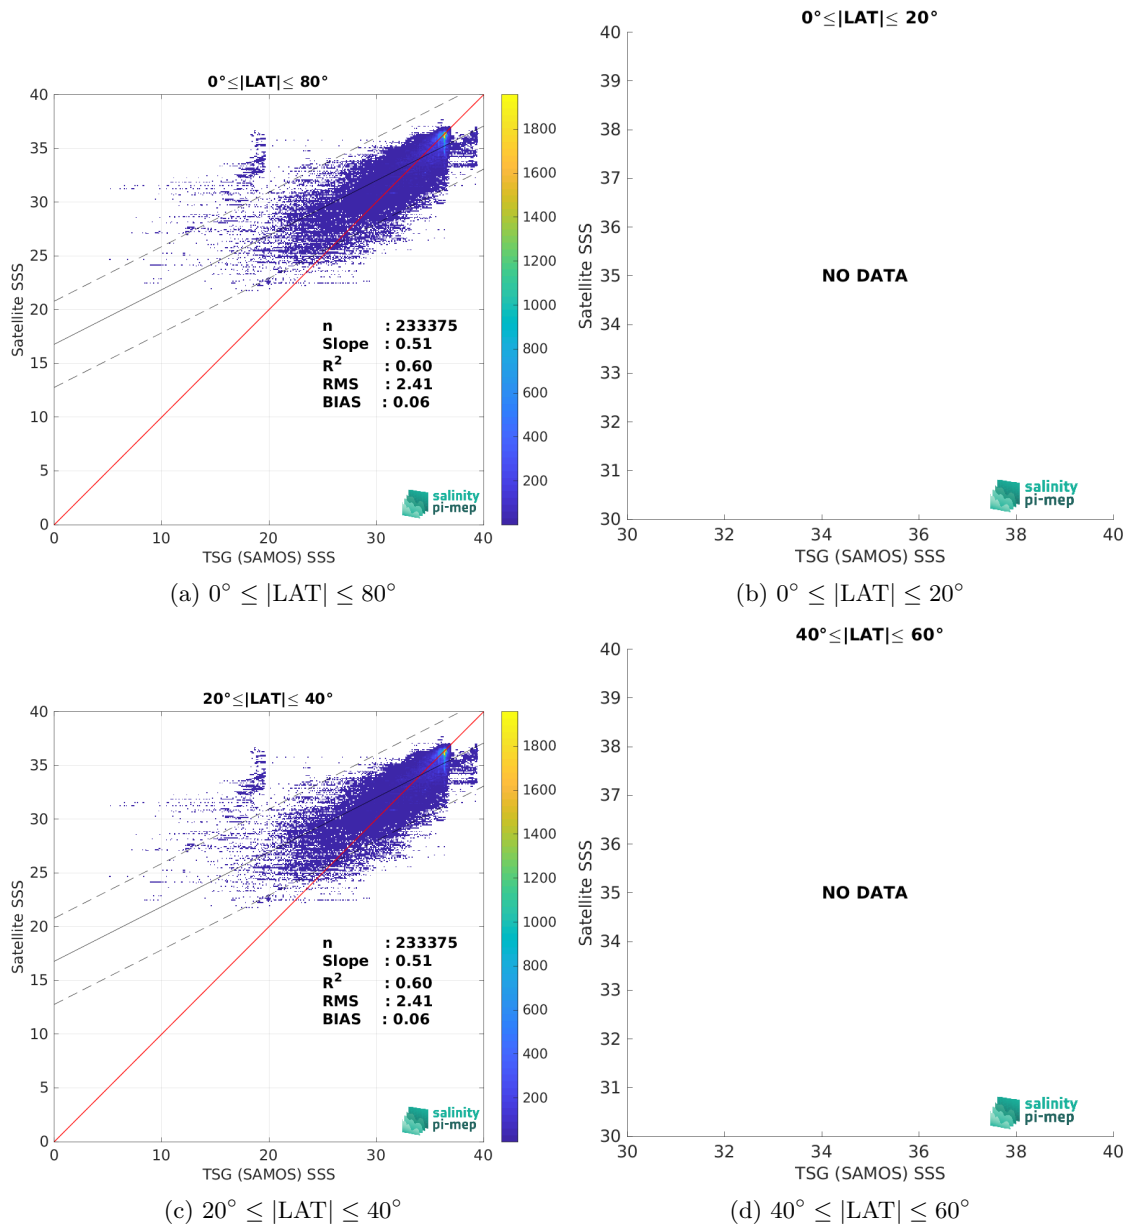 0°≤|LAT|≤ 80°
40
35
30
25
20
15
10
5
0
0
10
20
30
40
Satellite SSS
TSG (SAMOS) SSS
n : 233375
Slope : 0.51
R² : 0.60
RMS : 2.41
BIAS : 0.06
salinity
pi-mep
1800
1600
1400
1200
1000
800
600
400
200
(a) 0° ≤ |LAT| ≤ 80°
0°≤|LAT|≤ 20°
40
39
38
37
36
35
34
33
32
31
30
30
32
34
36
38
40
Satellite SSS
TSG (SAMOS) SSS
NO DATA
salinity
pi-mep
(b) 0° ≤ |LAT| ≤ 20°
20°≤|LAT|≤ 40°
40
35
30
25
20
15
10
5
0
0
10
20
30
40
Satellite SSS
TSG (SAMOS) SSS
n : 233375
Slope : 0.51
R² : 0.60
RMS : 2.41
BIAS : 0.06
salinity
pi-mep
1800
1600
1400
1200
1000
800
600
400
200
(c) 20° ≤ |LAT| ≤ 40°
40°≤|LAT|≤ 60°
40
39
38
37
36
35
34
33
32
31
30
30
32
34
36
38
40
Satellite SSS
TSG (SAMOS) SSS
NO DATA
salinity
pi-mep
(d) 40° ≤ |LAT| ≤ 60°